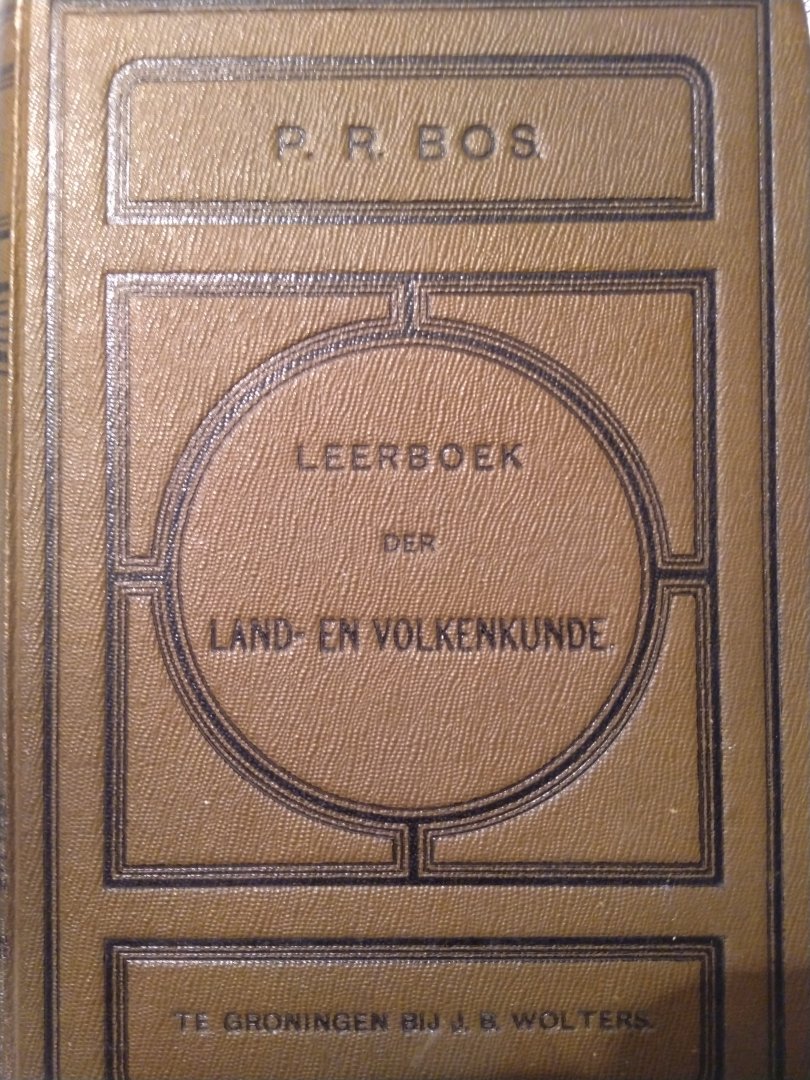 P. R. BOS.
LEERBOEK
DER
LAND- EN VOLKENKUNDE.
TE GRONINGEN BIJ J. B. WOLTERS.